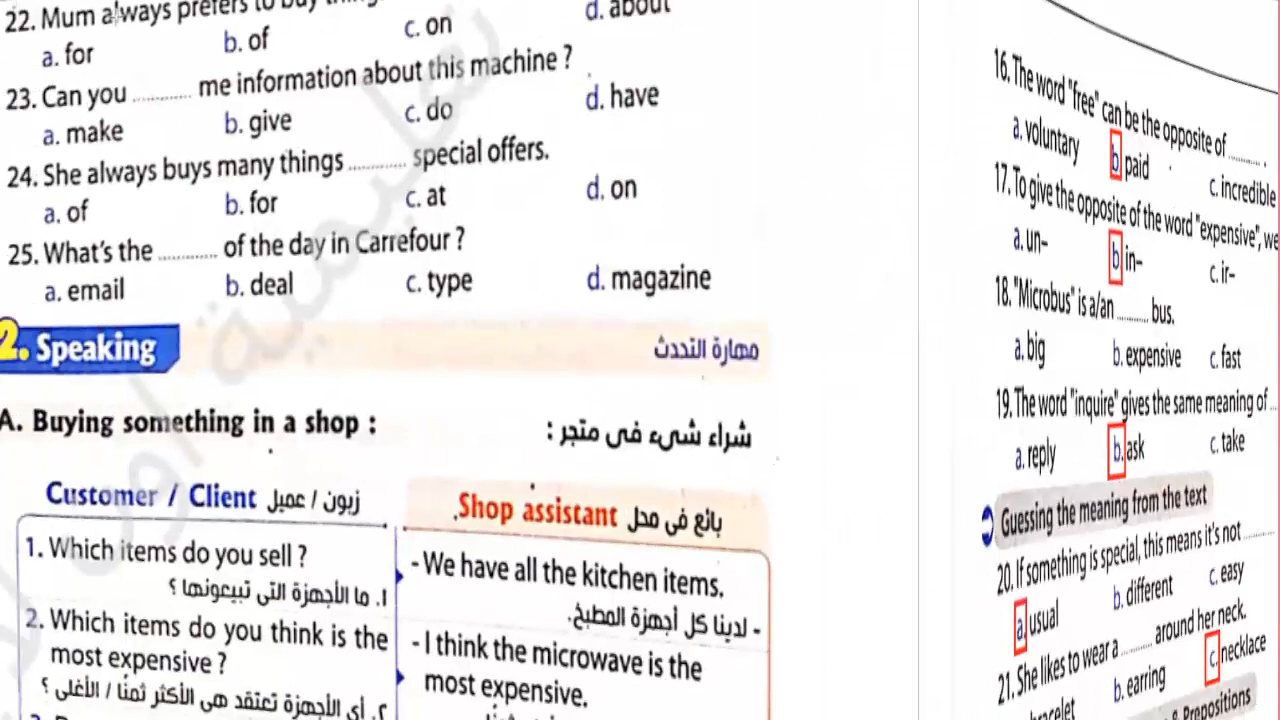 22. Mum always prefers to buy
a. for b. of c. on d. about
23. Can you .......... me information about this machine ?
a. make b. give c. do d. have
24. She always buys many things .......... special offers.
a. of b. for c. at d. on
25. What's the .......... of the day in Carrefour ?
a. email b. deal c. type d. magazine
2. Speaking مهارة التحدث
A. Buying something in a shop : شراء شىء فى متجر :
Customer / Client زبون / عميل
1. Which items do you sell ?
١. ما الأجهزة التى تبيعونها ؟
2. Which items do you think is the
most expensive ?
٢. أى الأجهزة تعتقد هى الأكثر ثمنًا / الأغلى ؟
Shop assistant بائع فى محل
- We have all the kitchen items.
- لدينا كل أجهزة المطبخ.
- I think the microwave is the
most expensive.
16. The word "free" can be the opposite of .......... .
a. voluntary b. paid c. incredible
17. To give the opposite of the word "expensive", we
a. un- b. in- c. ir-
18. "Microbus" is a/an .......... bus.
a. big b. expensive c. fast
19. The word "inquire" gives the same meaning of
a. reply b. ask c. take
Guessing the meaning from the text
20. If something is special, this means it's not ..........
a. usual b. different c. easy
21. She likes to wear a .......... around her neck.
b. earring c. necklace
Prepositions